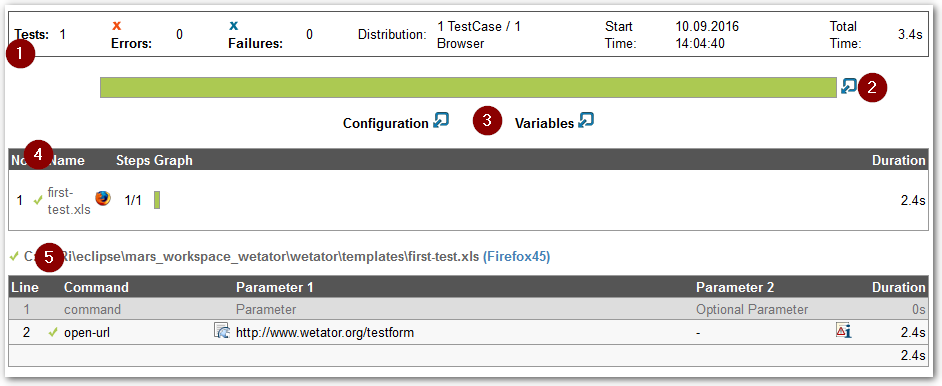 Tests: 1 x Errors: 0 x Failures: 0 Distribution: 1 TestCase / 1 Browser Start Time: 10.09.2016 14:04:40 Total Time: 3.4s
1
2
Configuration 3 Variables
No 4 Name Steps Graph Duration
1 first-test.xls 1/1 2.4s
5
Ri\eclipse\mars_workspace_wetator\wetator\templates\first-test.xls (Firefox45)
Line Command Parameter 1 Parameter 2 Duration
1 command Parameter Optional Parameter 0s
2 open-url http://www.wetator.org/testform - 2.4s
2.4s